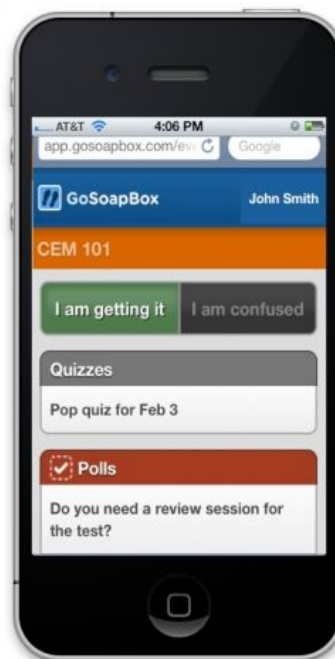 AT&T 4:06 PM
app.gosoapbox.com/eve Google
GoSoapBox John Smith
CEM 101
I am getting it I am confused
Quizzes
Pop quiz for Feb 3
Polls
Do you need a review session for
the test?